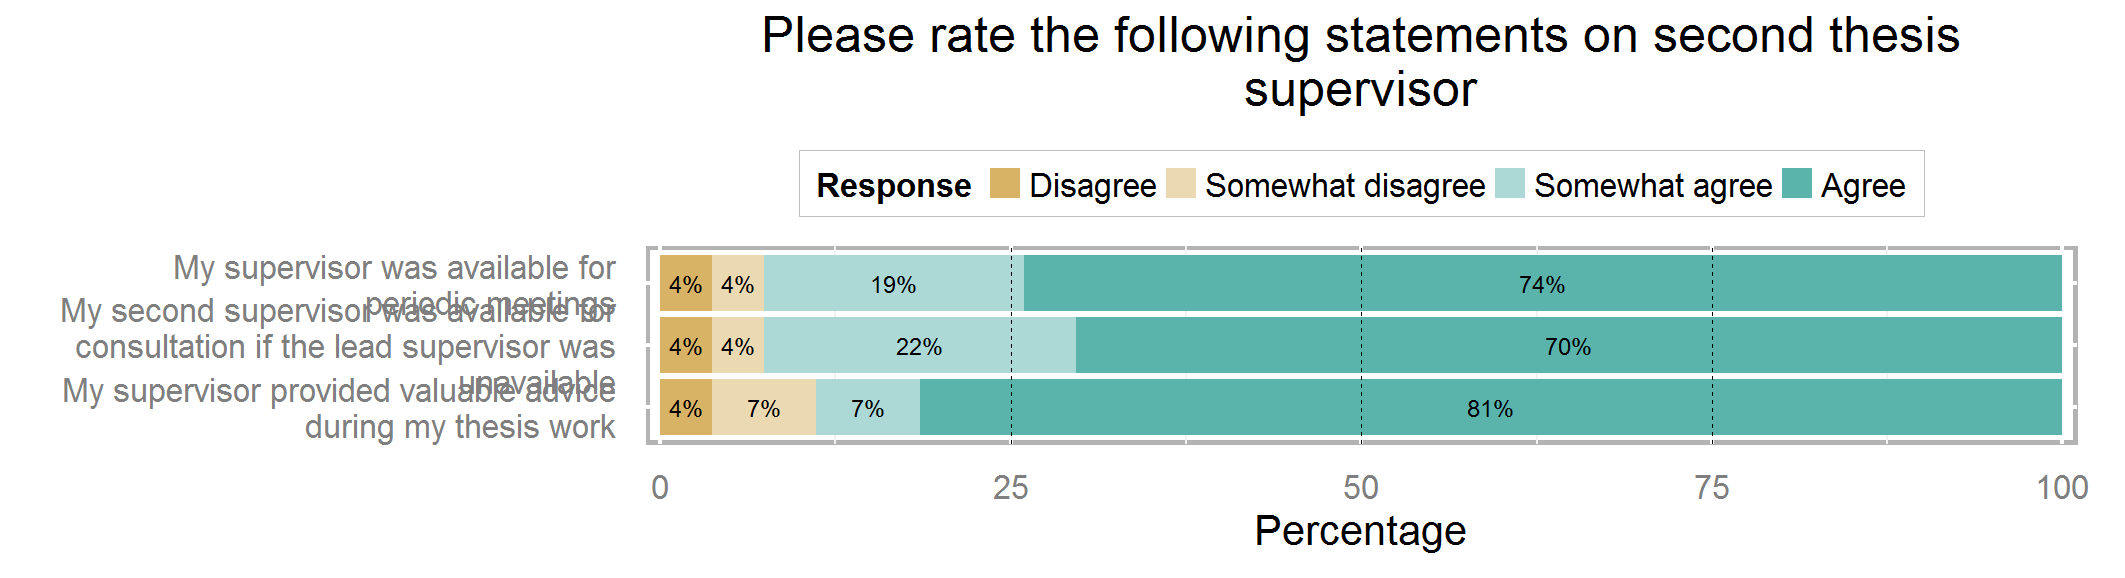 Please rate the following statements on second thesis
supervisor
Response Disagree Somewhat disagree Somewhat agree Agree
My supervisor was available for
periodic meetings
4% 4% 19% 74%
My second supervisor was available for
consultation if the lead supervisor was
unavailable
4% 4% 22% 70%
My supervisor provided valuable advice
during my thesis work
4% 7% 7% 81%
0 25 50 75 100
Percentage